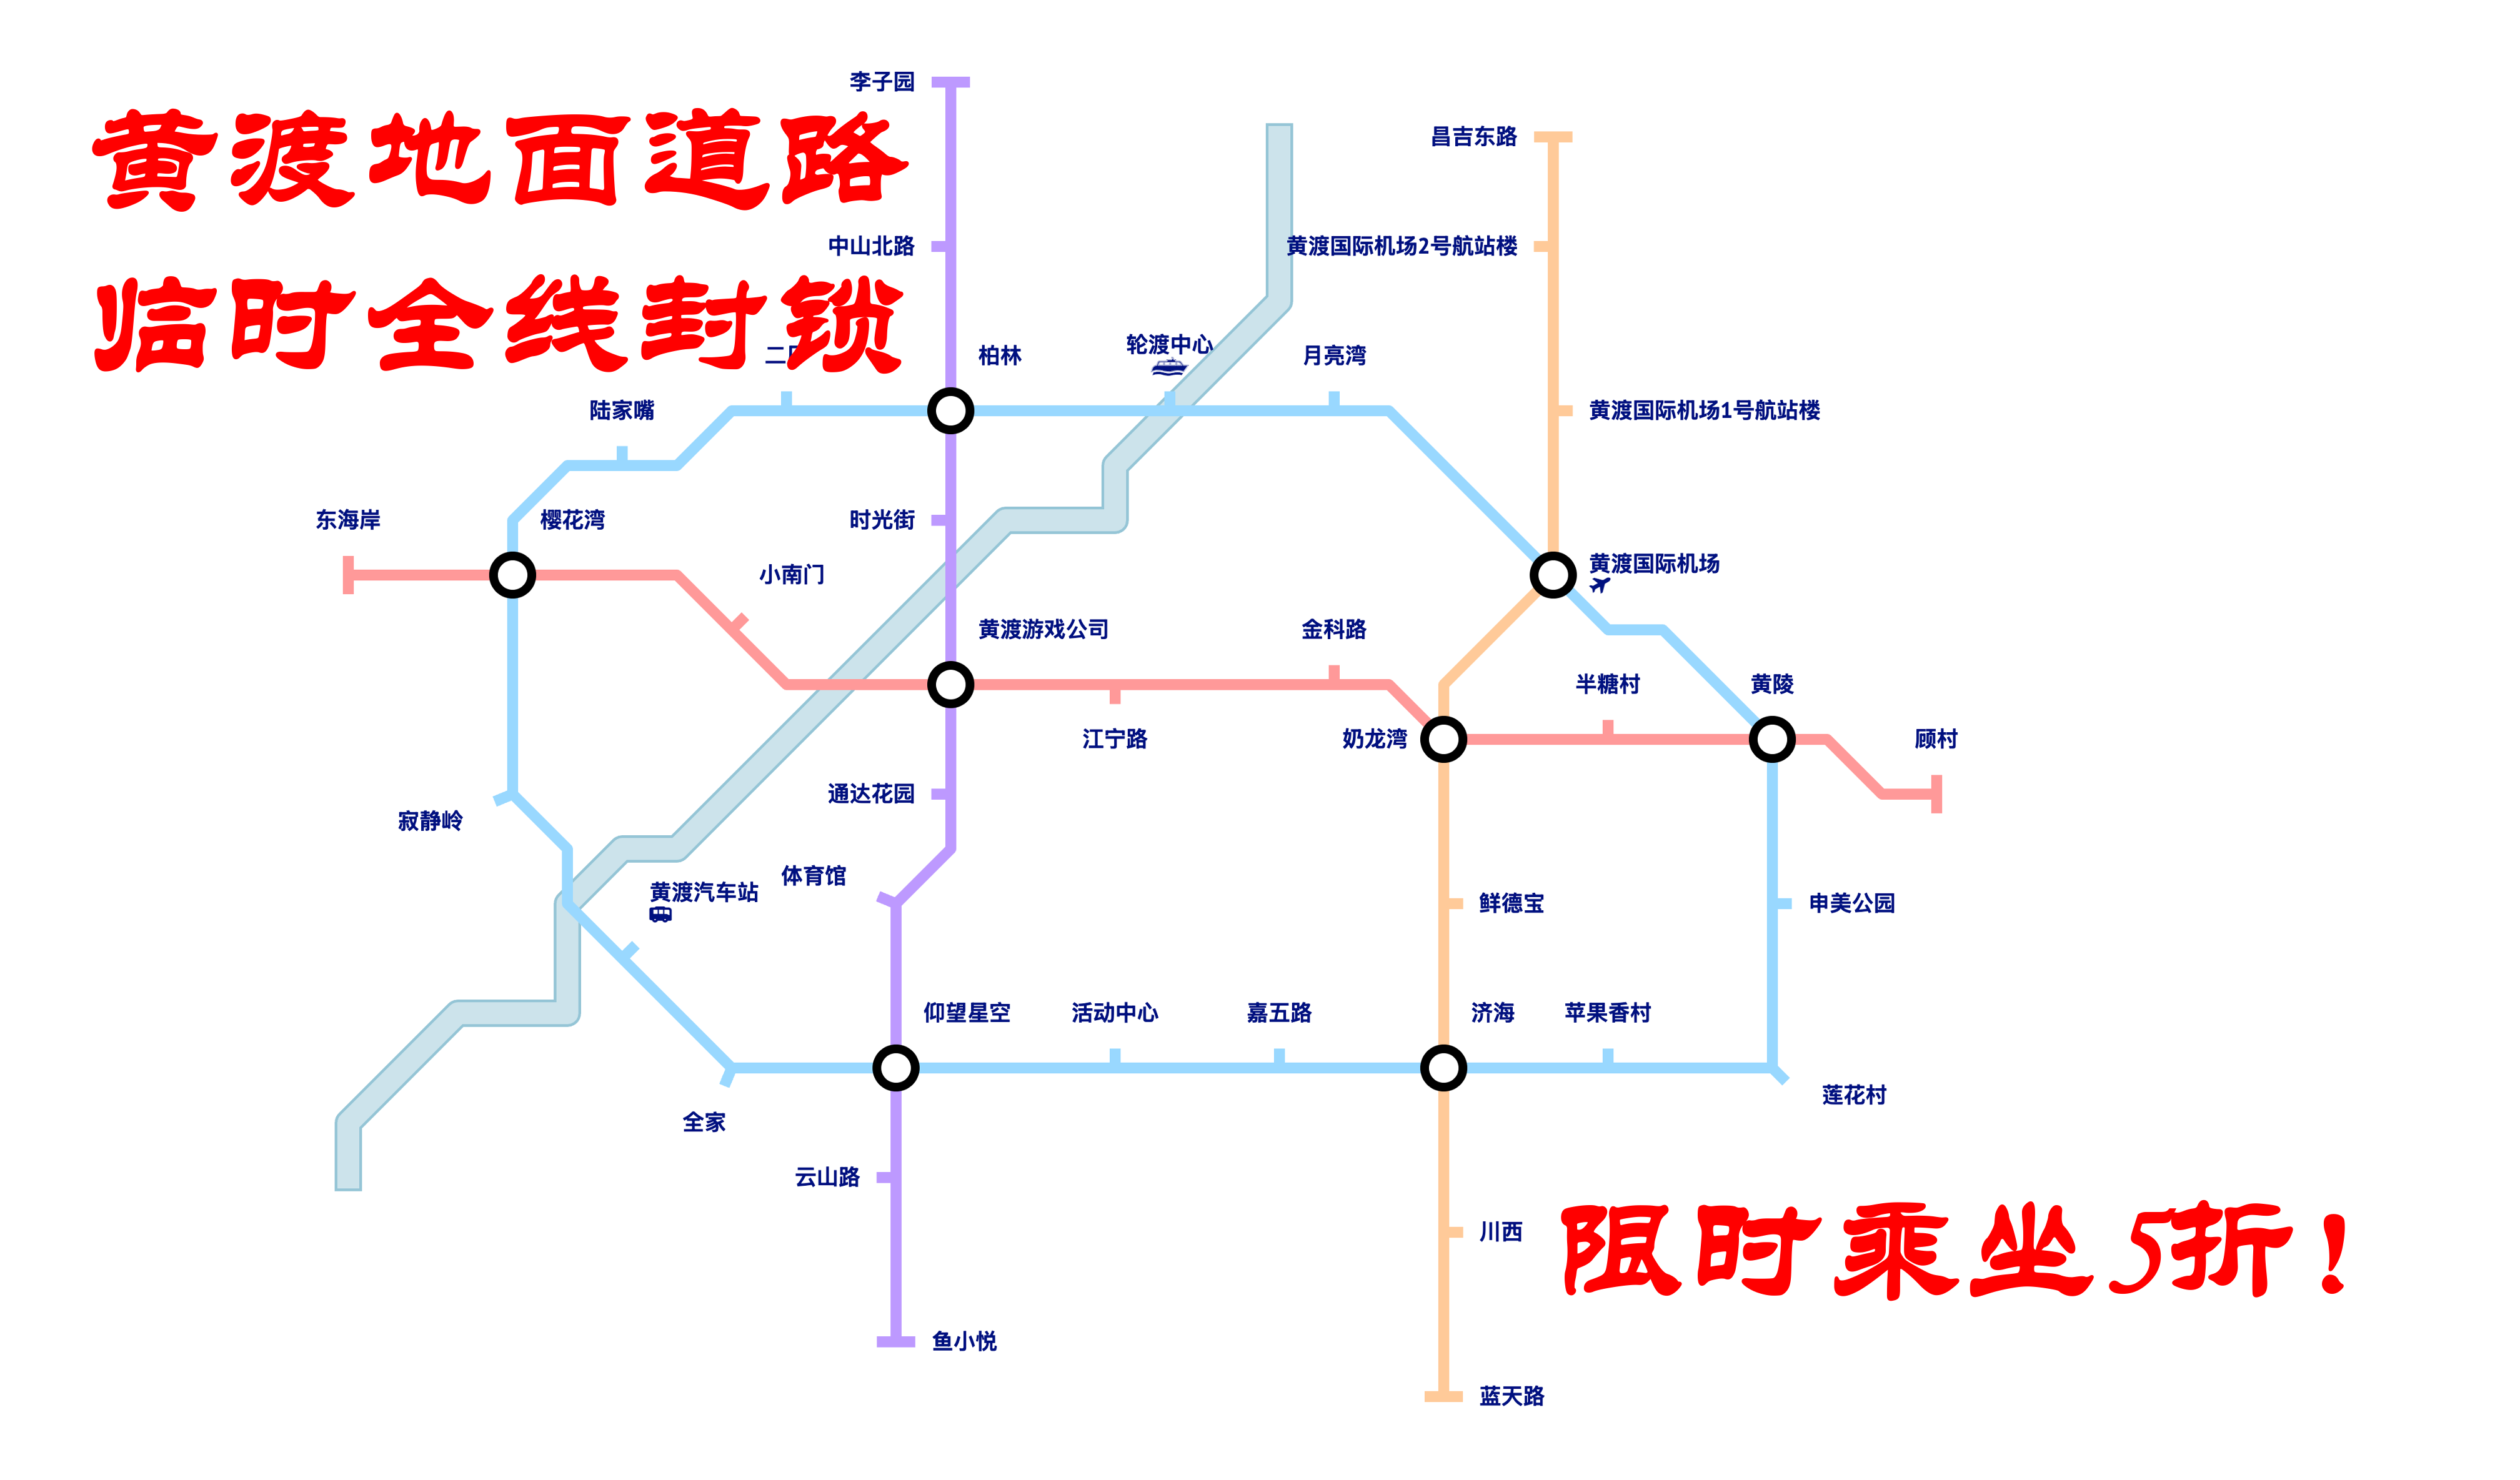 李子园
黄渡地面道路
昌吉东路
中山北路
黄渡国际机场2号航站楼
临时全线封锁
二
柏林
轮渡中心
月亮湾
陆家嘴
黄渡国际机场1号航站楼
东海岸
樱花湾
时光街
小南门
黄渡国际机场
黄渡游戏公司
金科路
半糖村
黄陵
江宁路
奶龙湾
顾村
通达花园
寂静岭
体育馆
黄渡汽车站
鲜德宝
申美公园
仰望星空
活动中心
嘉五路
济海
苹果香村
莲花村
全家
云山路
川西
限时乘坐5折!
鱼小悦
蓝天路